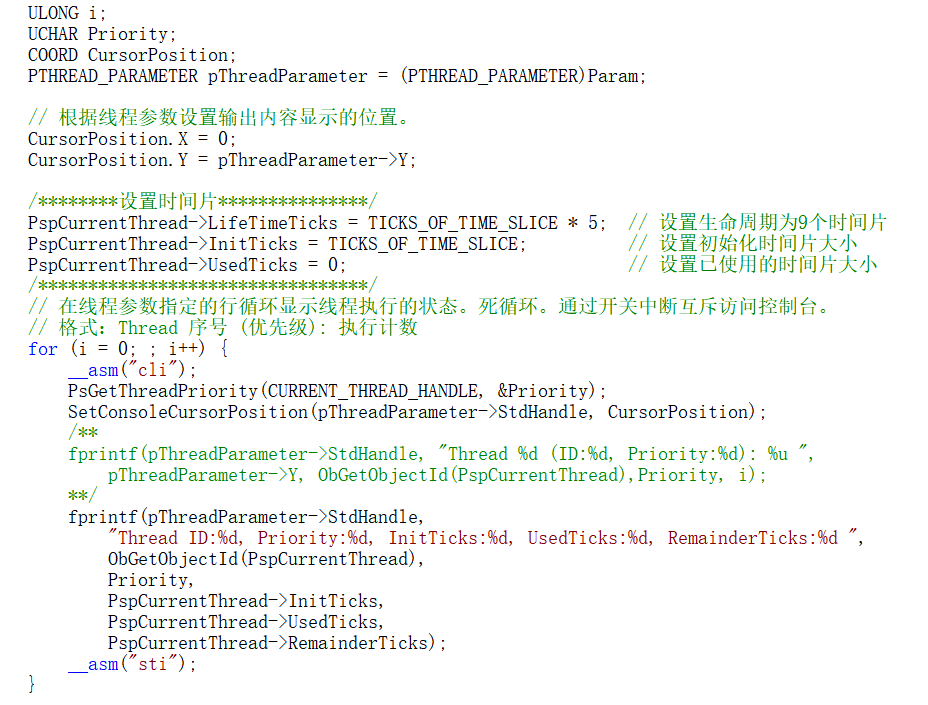 ULONG i;
UCHAR Priority;
COORD CursorPosition;
PTHREAD_PARAMETER pThreadParameter = (PTHREAD_PARAMETER)Param;
// 根据线程参数设置输出内容显示的位置。
CursorPosition.X = 0;
CursorPosition.Y = pThreadParameter->Y;
/********设置时间片***************/
PspCurrentThread->LifeTimeTicks = TICKS_OF_TIME_SLICE * 5;  // 设置生命周期为9个时间片
PspCurrentThread->InitTicks = TICKS_OF_TIME_SLICE;          // 设置初始化时间片大小
PspCurrentThread->UsedTicks = 0;                            // 设置已使用的时间片大小
/*********************************/
// 在线程参数指定的行循环显示线程执行的状态。死循环。通过开关中断互斥访问控制台。
// 格式：Thread 序号 (优先级): 执行计数
for (i = 0; ; i++) {
    __asm("cli");
    PsGetThreadPriority(CURRENT_THREAD_HANDLE, &Priority);
    SetConsoleCursorPosition(pThreadParameter->StdHandle, CursorPosition);
    /**
    fprintf(pThreadParameter->StdHandle, "Thread %d (ID:%d, Priority:%d): %u ",
        pThreadParameter->Y, ObGetObjectId(PspCurrentThread),Priority, i);
    **/
    fprintf(pThreadParameter->StdHandle,
        "Thread ID:%d, Priority:%d, InitTicks:%d, UsedTicks:%d, RemainderTicks:%d ",
        ObGetObjectId(PspCurrentThread),
        Priority,
        PspCurrentThread->InitTicks,
        PspCurrentThread->UsedTicks,
        PspCurrentThread->RemainderTicks);
    __asm("sti");
}